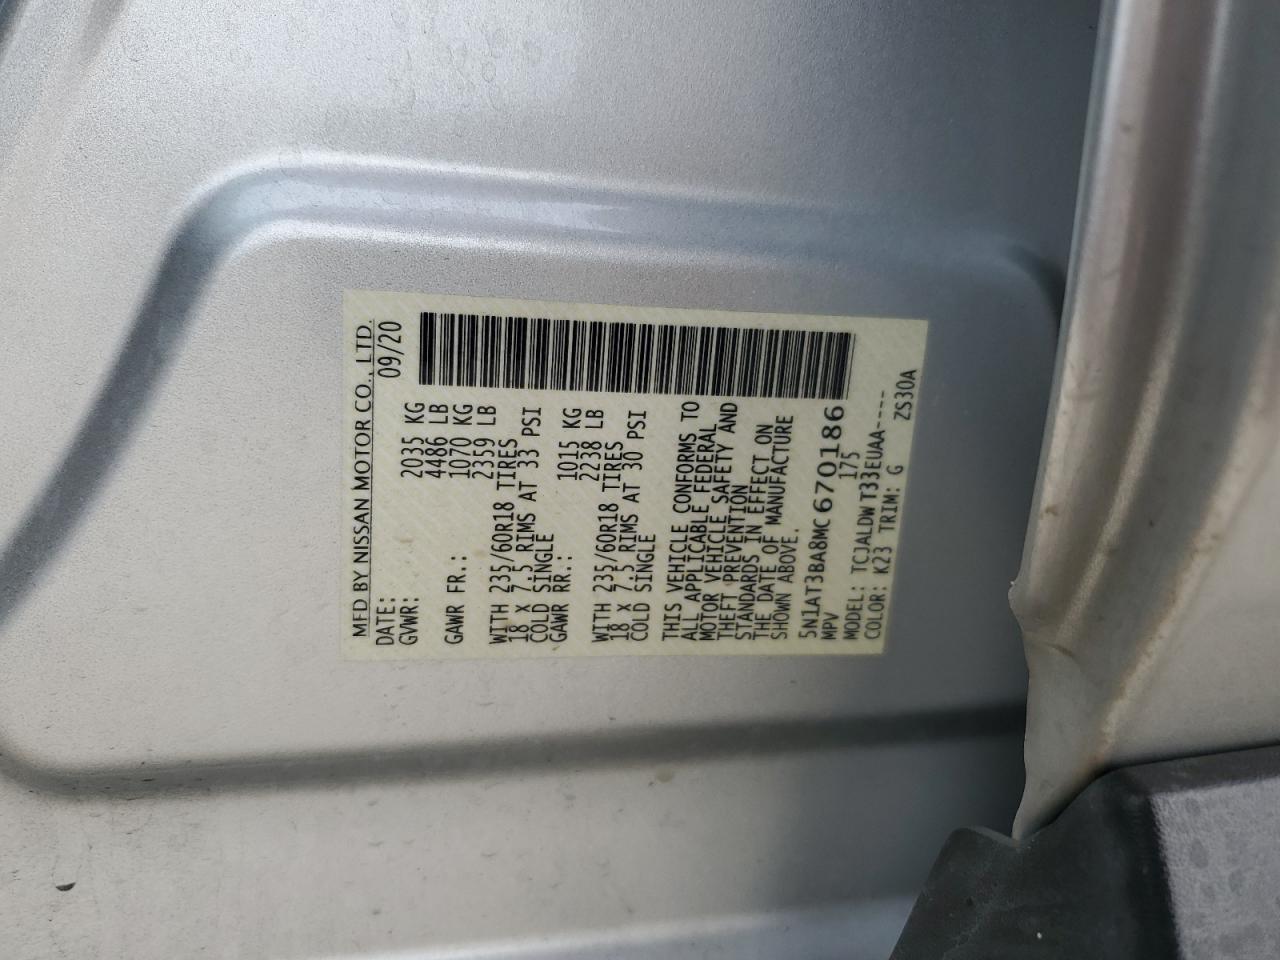 MFD BY NISSAN MOTOR CO., LTD.
DATE: 09/20
GVWR: 2035 KG
4486 LB
GAWR FR.: 1070 KG
2359 LB
WITH 235/60R18 TIRES
18 X 7.5 RIMS AT 33 PSI
COLD SINGLE
GAWR RR.: 1015 KG
2238 LB
WITH 235/60R18 TIRES
18 X 7.5 RIMS AT 30 PSI
COLD SINGLE
THIS VEHICLE CONFORMS TO
ALL APPLICABLE FEDERAL
MOTOR VEHICLE SAFETY AND
THEFT PREVENTION
STANDARDS IN EFFECT ON
THE DATE OF MANUFACTURE
SHOWN ABOVE.
5N1AT3BA8MC670186
MPV 175
MODEL: TCJALDW T33EUAA----
COLOR: K23 TRIM: G ZS30A